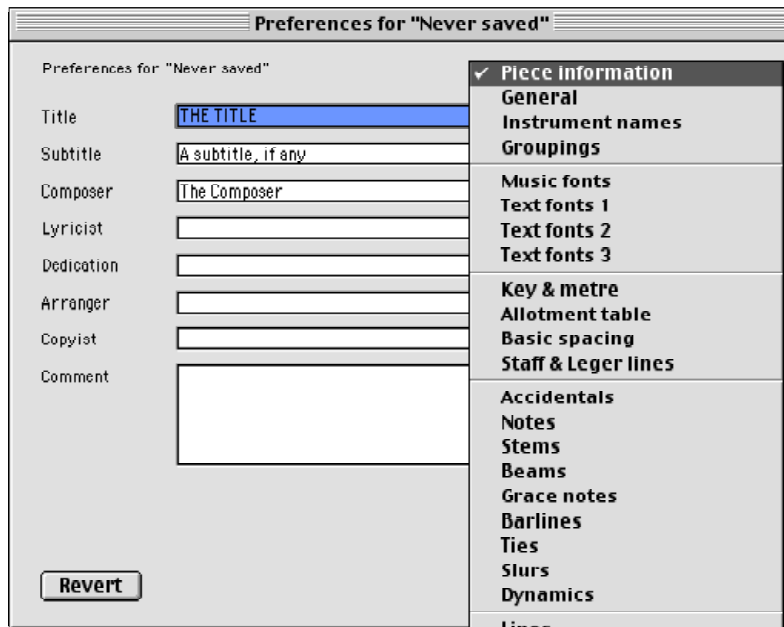 Preferences for "Never saved"
Preferences for "Never saved"
Title
THE TITLE
Subtitle
A subtitle, if any
Composer
The Composer
Lyricist
Dedication
Arranger
Copyist
Comment
Revert
✓ Piece information
General
Instrument names
Groupings
Music fonts
Text fonts 1
Text fonts 2
Text fonts 3
Key & metre
Allotment table
Basic spacing
Staff & Leger lines
Accidentals
Notes
Stems
Beams
Grace notes
Barlines
Ties
Slurs
Dynamics